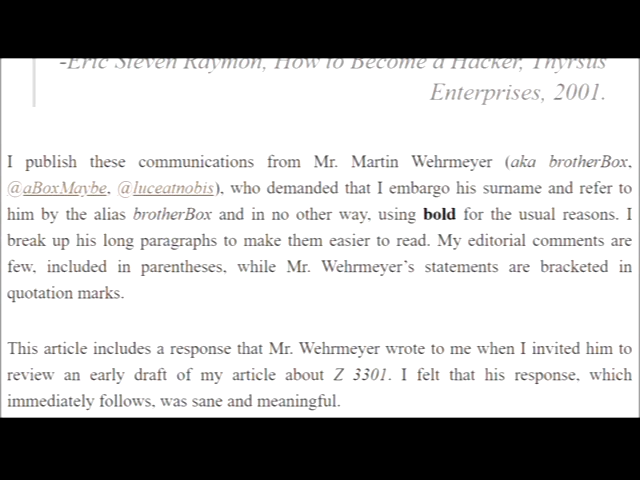 -Eric Steven Raymon, How to Become a Hacker, Thyrsus
Enterprises, 2001.
I publish these communications from Mr. Martin Wehrmeyer (aka brotherBox,
@aBoxMaybe, @luceatnobis), who demanded that I embargo his surname and refer to
him by the alias brotherBox and in no other way, using bold for the usual reasons. I
break up his long paragraphs to make them easier to read. My editorial comments are
few, included in parentheses, while Mr. Wehrmeyer's statements are bracketed in
quotation marks.
This article includes a response that Mr. Wehrmeyer wrote to me when I invited him to
review an early draft of my article about Z 3301. I felt that his response, which
immediately follows, was sane and meaningful.